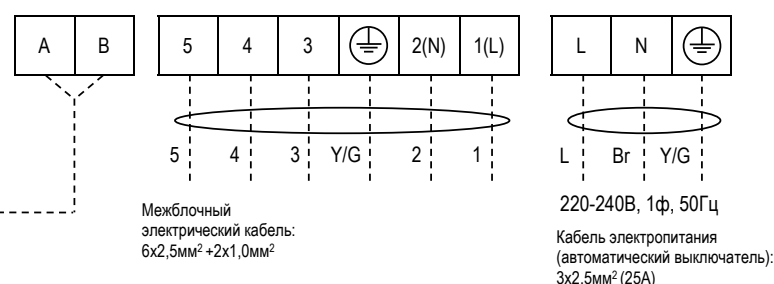 A B 5 4 3 2(N) 1(L) L N
5 4 3 Y/G 2 1 L Br Y/G
Межблочный
электрический кабель:
6x2,5мм² +2x1,0мм²
220-240В, 1ф, 50Гц
Кабель электропитания
(автоматический выключатель):
3x2,5мм² (25А)